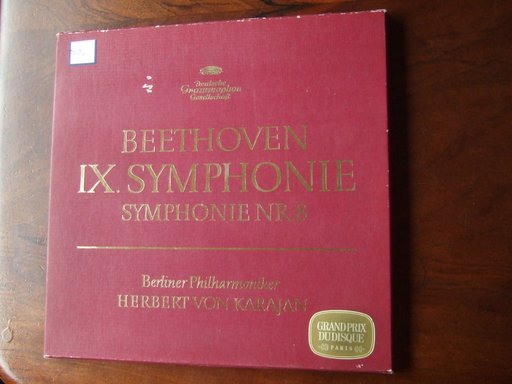 Deutsche
Grammophon
Gesellschaft
BEETHOVEN
IX. SYMPHONIE
SYMPHONIE NR. 8
Berliner Philharmoniker
HERBERT VON KARAJAN
GRAND PRIX
DU DISQUE
PARIS